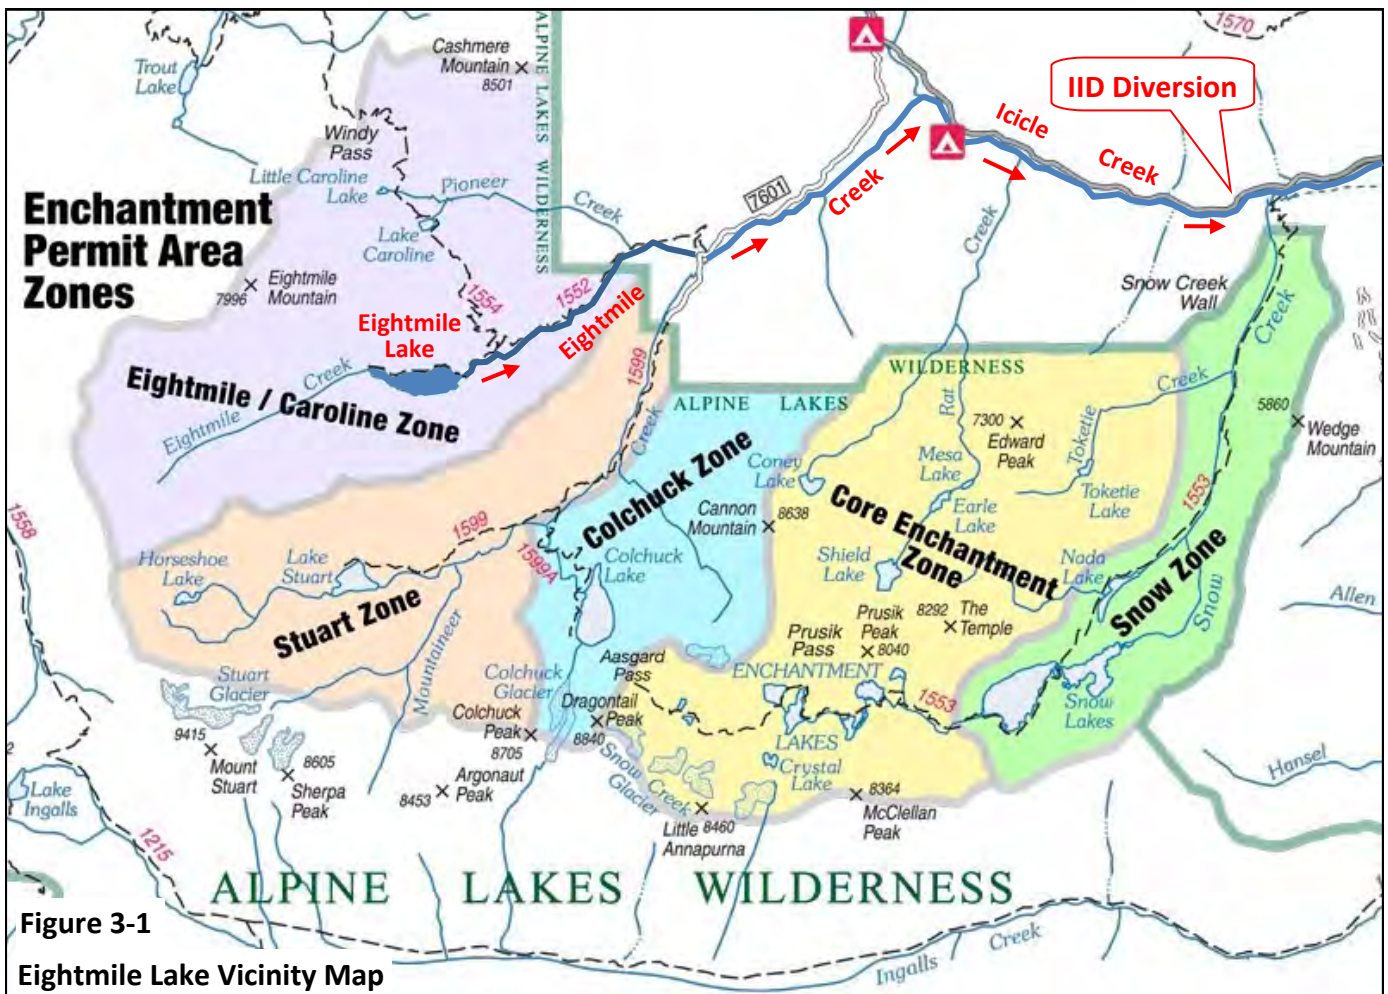 1570
Cashmere
Mountain
8501
ALPINE LAKES WILDERNESS
Trout
Lake
IID Diversion
Icicle
Creek
Windy
Pass
Little Caroline
Lake
Pioneer
Creek
7601
Creek
Enchantment
Permit Area
Zones
Lake
Caroline
Creek
Eightmile
Mountain
7996
1554
1552
Snow Creek
Wall
Creek
Eightmile
Lake
Eightmile
1599
WILDERNESS
Creek
Eightmile
Eightmile / Caroline Zone
ALPINE LAKES
Creek
Rat
7300
Edward
Peak
Creek
Toketie
5860
Wedge
Mountain
Creek
Colchuck Zone
Coney
Lake
Mesa
Lake
Toketie
Lake
Core Enchantment
Zone
Earle
Lake
Cannon
Mountain
8638
1553
1558
1599
1599A
Horseshoe
Lake
Lake
Stuart
Colchuck
Lake
Shield
Lake
Nada
Lake
Snow Zone
Snow
Allen
Stuart Zone
Mountaineer
Prusik
Peak
8040
8292
The
Temple
Prusik
Pass
Aasgard
Pass
ENCHANTMENT
LAKES
1553
Snow
Lakes
Stuart
Glacier
Colchuck
Glacier
Colchuck
Peak
8705
Dragontail
Peak
8840
9415
Mount
Stuart
8605
Sherpa
Peak
8453
Argonaut
Peak
Snow Creek
Glacier
Crystal
Lake
8364
McClellan
Peak
Little
Annapurna
8460
Hansel
2
Lake
Ingalls
1215
ALPINE LAKES WILDERNESS
Ingalls
Creek
Figure 3-1
Eightmile Lake Vicinity Map